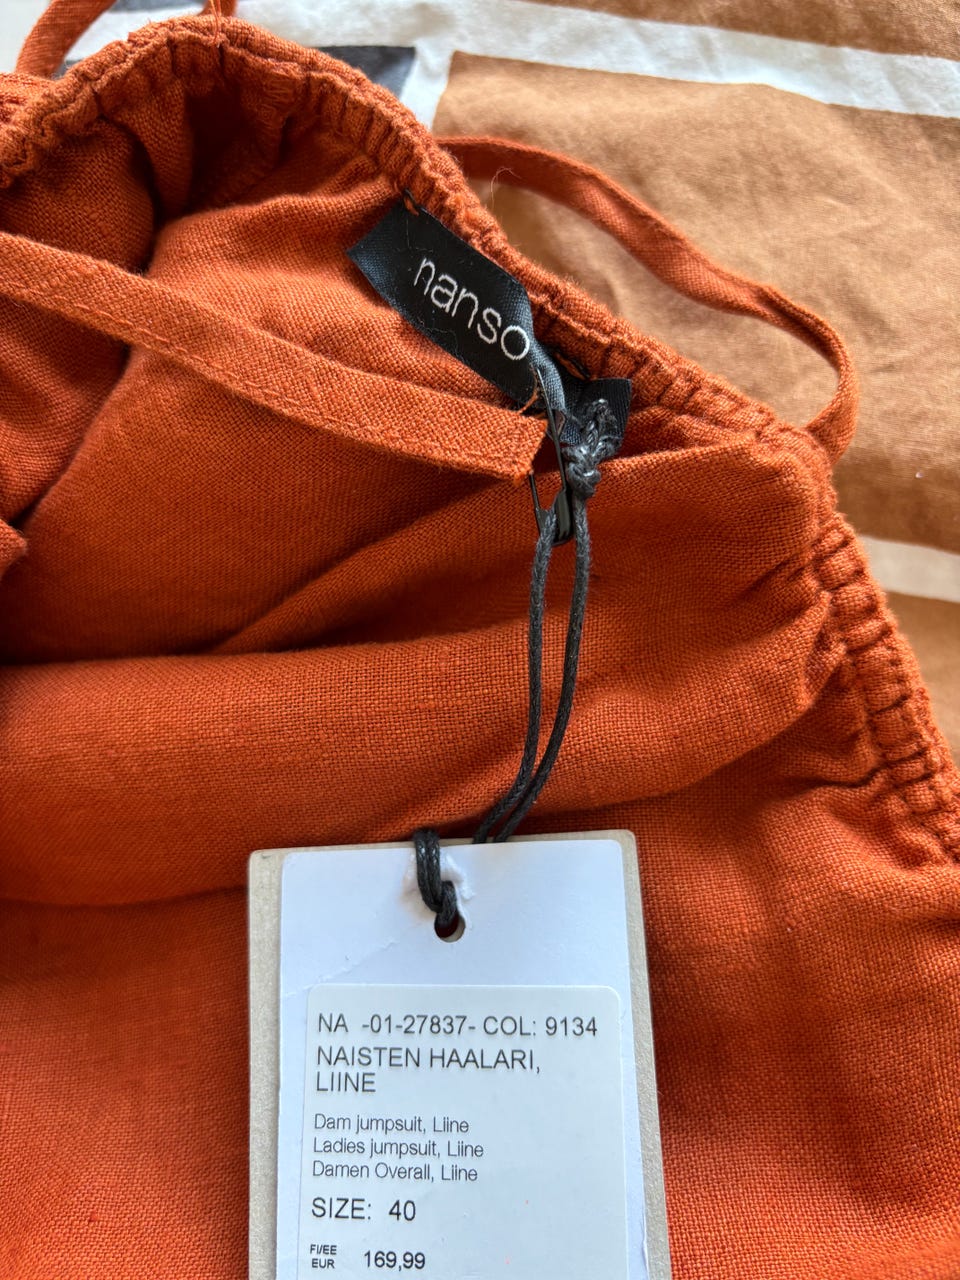 nanso
NA -01-27837- COL: 9134
NAISTEN HAALARI,
LIINE
Dam jumpsuit, Liine
Ladies jumpsuit, Liine
Damen Overall, Liine
SIZE: 40
FI/EE
EUR 169,99